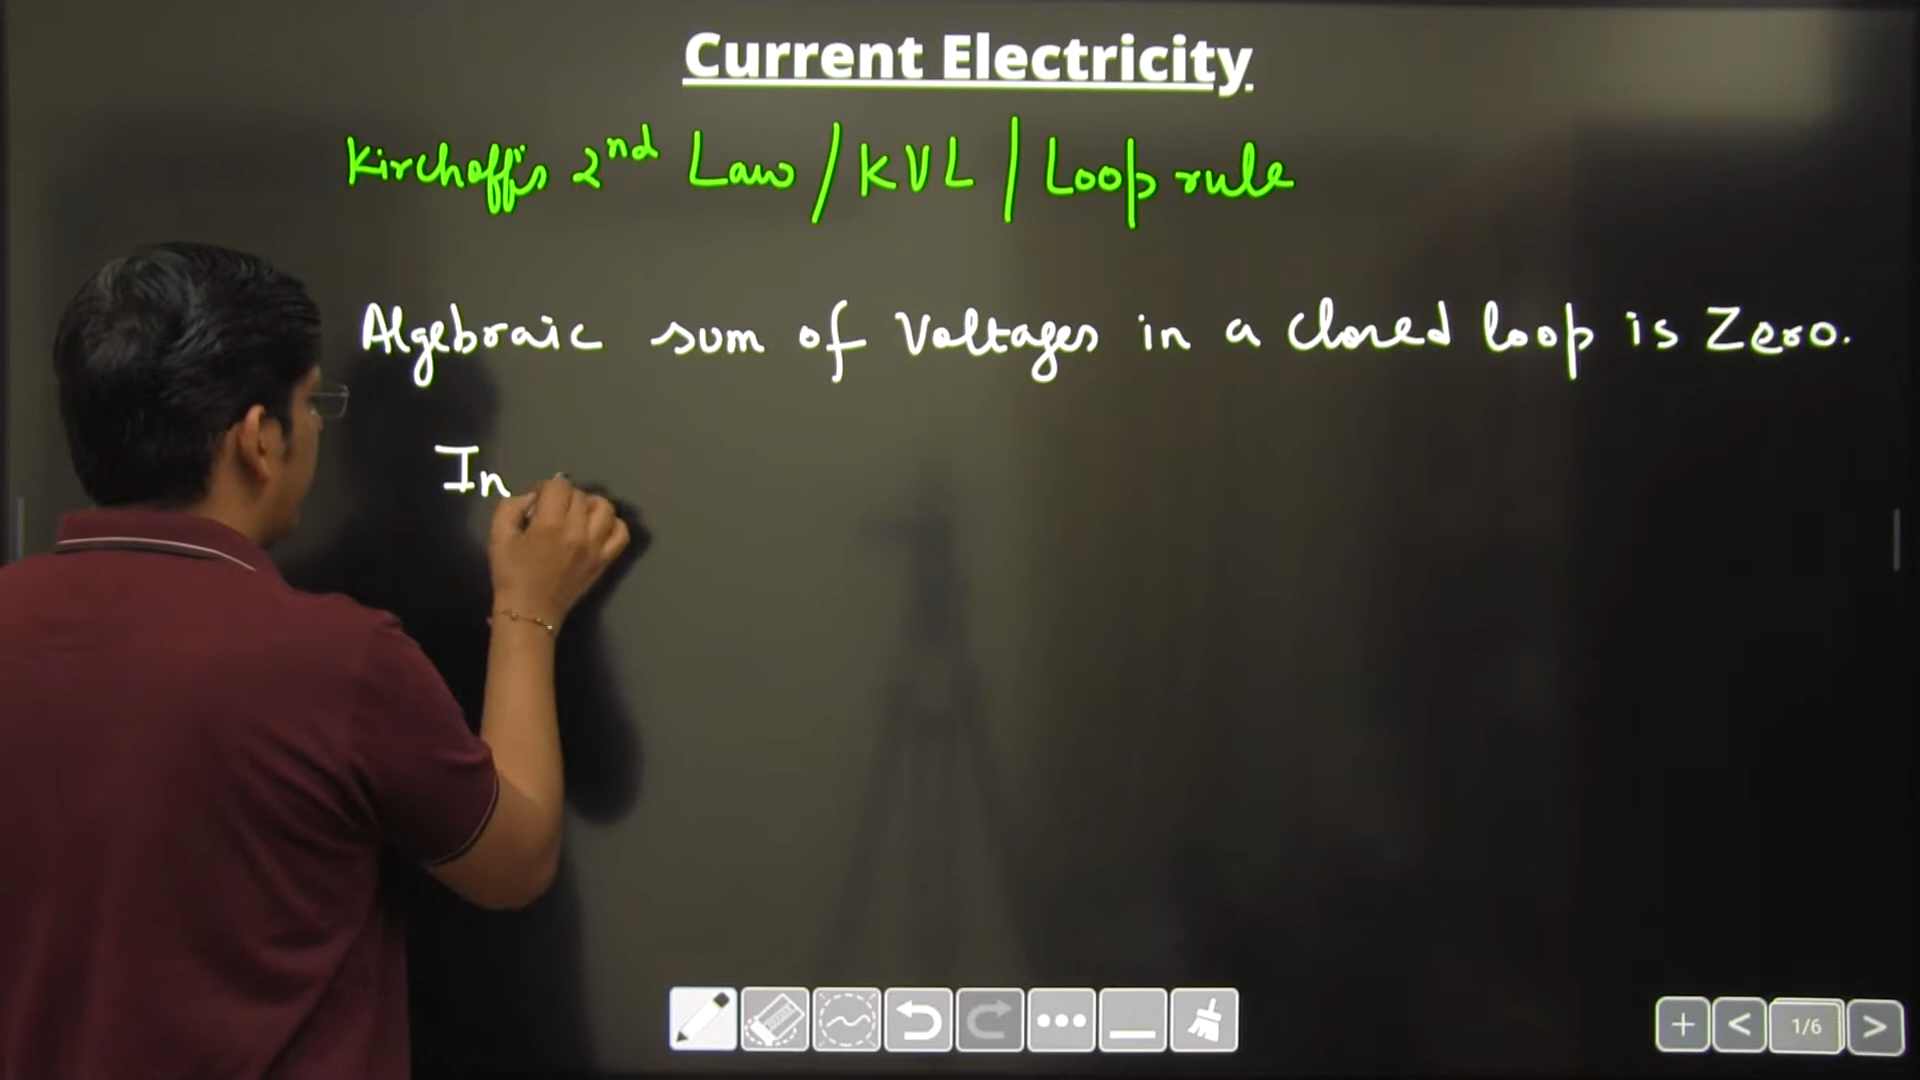 Current Electricity
Kirchoff's 2nd Law / KVL / Loop rule
Algebraic sum of Voltages in a closed loop is Zero.
In
1/6